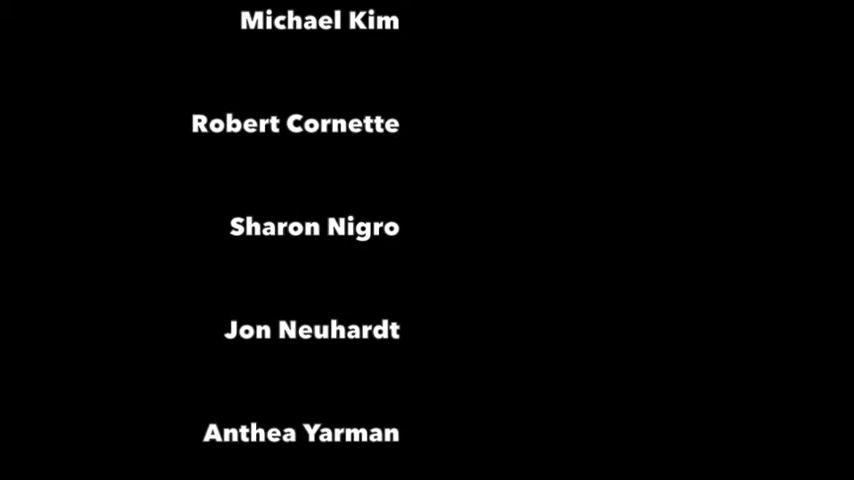 Michael Kim
Robert Cornette
Sharon Nigro
Jon Neuhardt
Anthea Yarman